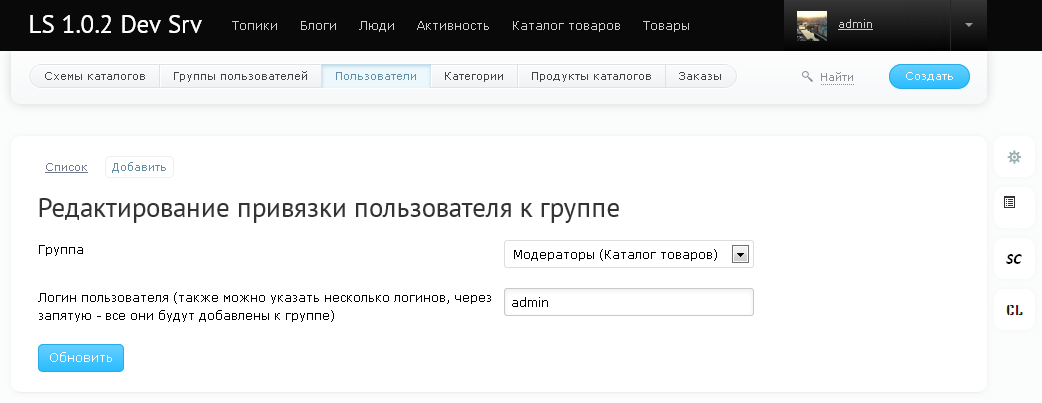 LS 1.0.2 Dev Srv Топики Блоги Люди Активность Каталог товаров Товары admin
Схемы каталогов Группы пользователей Пользователи Категории Продукты каталогов Заказы Найти Создать
Список Добавить
Редактирование привязки пользователя к группе
Группа Модераторы (Каталог товаров)
Логин пользователя (также можно указать несколько логинов, через
запятую - все они будут добавлены к группе)
admin
Обновить
SC
CL